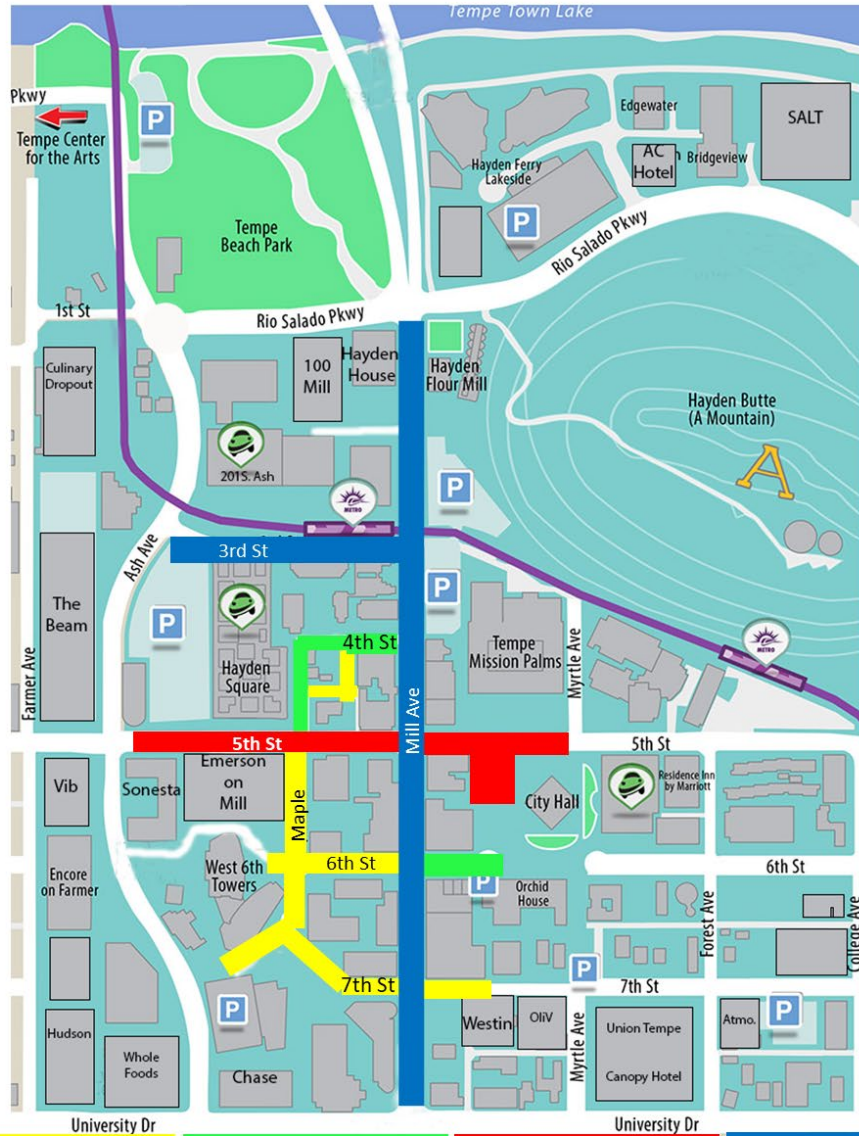 Tempe Town Lake
Pkwy
Tempe Center
for the Arts
P
Edgewater
SALT
AC
Hotel
Bridgeview
Hayden Ferry
Lakeside
P
Tempe
Beach Park
Rio Salado Pkwy
1st St
Rio Salado Pkwy
Culinary
Dropout
100
Mill
Hayden
House
Hayden
Flour Mill
Hayden Butte
(A Mountain)
A
201S. Ash
METRO
P
Ash Ave
3rd St
The
Beam
P
P
Hayden
Square
4th St
Tempe
Mission Palms
Myrtle Ave
METRO
Farmer Ave
Mill Ave
5th St
5th St
Vib
Sonesta
Emerson
on
Mill
Maple
City Hall
Residence Inn
by Marriott
Encore
on Farmer
West 6th
Towers
6th St
6th St
P
Orchid
House
Forest Ave
College Ave
7th St
P
7th St
P
Hudson
Whole
Foods
Chase
Westin
OliV
Myrtle Ave
Union Tempe
Canopy Hotel
Atmo.
P
University Dr
University Dr